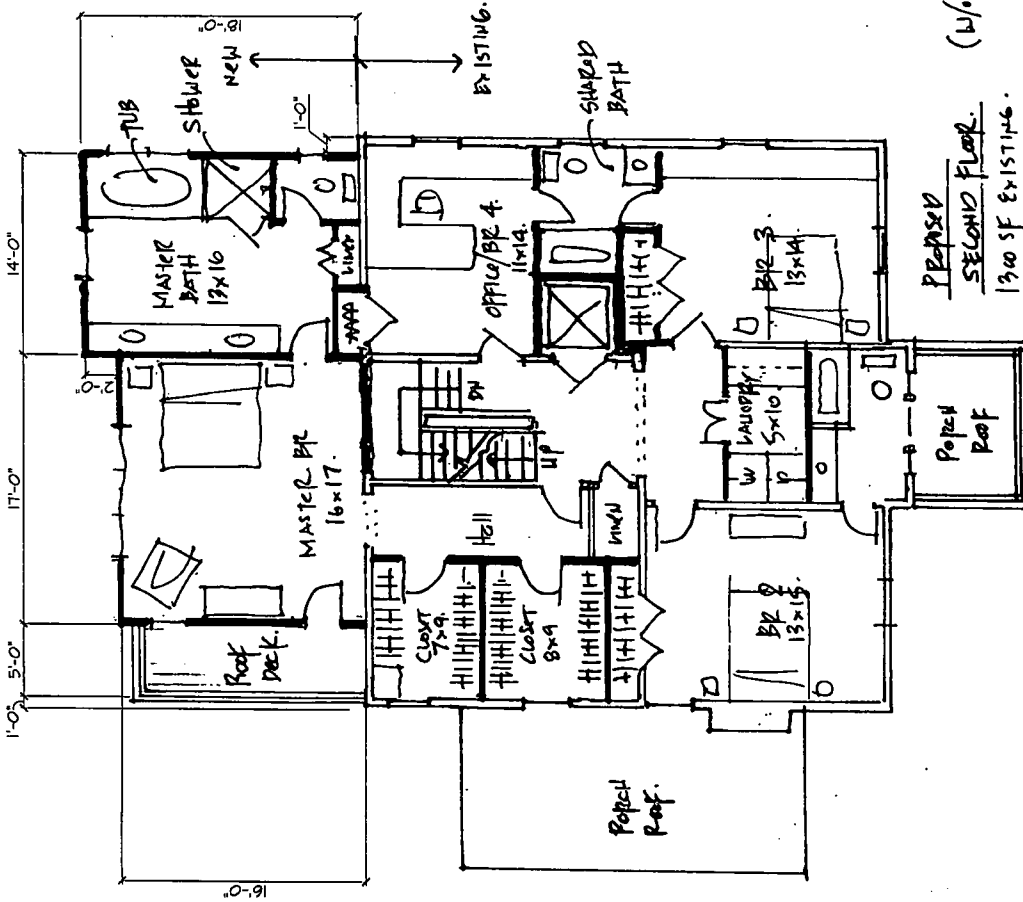 1'-0"
5'-0"
17'-0"
14'-0"
18'-0"
2'-0"
1'-0"
16'-0"
TUB
SHOWER
NEW
EXISTING.
MASTER
BATH
13x16
LINEN
MASTER BR
16x17.
ROOF
DECK.
OFFICE/BR 4.
11x14.
SHARED
BATH
DN
UP
HALL
LINEN
CLOSET
7x9.
CLOSET
8x9
BR 3.
13x14.
LAUNDRY.
5x10.
W
D
BR 2
13x15.
PORCH
ROOF
PORCH
ROOF.
PROPOSED
SECOND FLOOR.
1300 SF EXISTING.
(W/